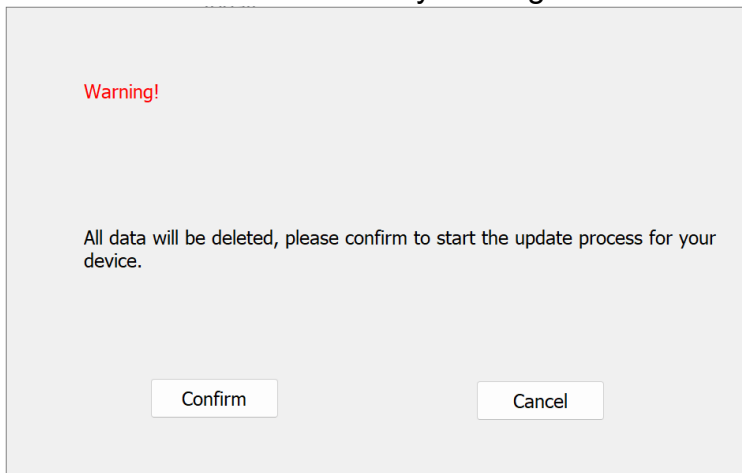 Warning!
All data will be deleted, please confirm to start the update process for your
device.
Confirm
Cancel